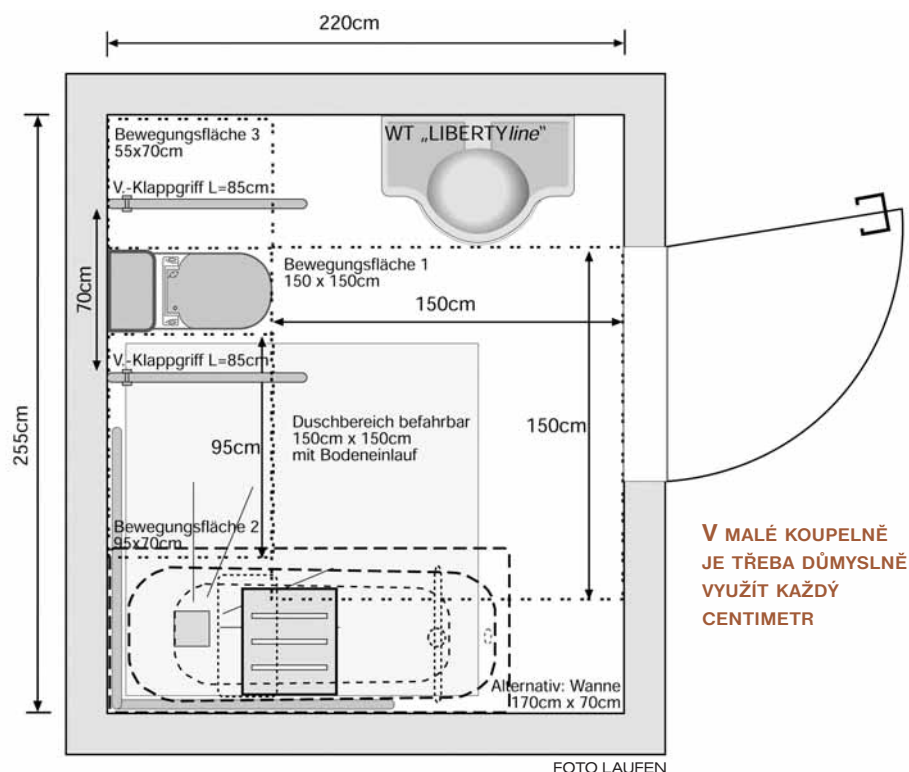 220cm
Bewegungsfläche 3
55x70cm
WT „LIBERTYline"
V.-Klappgriff L=85cm
Bewegungsfläche 1
150 x 150cm
70cm
150cm
V.-Klappgriff L=85cm
255cm
95cm
Duschbereich befahrbar
150cm x 150cm
mit Bodeneinlauf
150cm
Bewegungsfläche 2
95x70cm
V MALÉ KOUPELNĚ
JE TŘEBA DŮMYSLNĚ
VYUŽÍT KAŽDÝ
CENTIMETR
Alternativ: Wanne
170cm x 70cm
FOTO LAUFEN